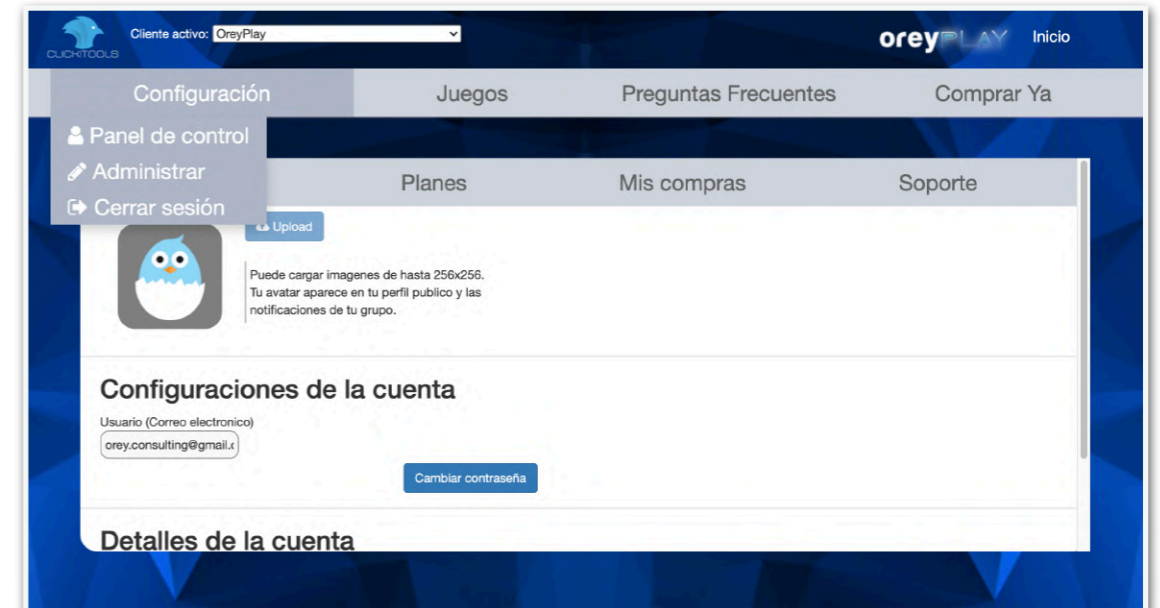 CLICKITOOLS
Cliente activo: OreyPlay
oreyPLAY
Inicio
Configuración
Juegos
Preguntas Frecuentes
Comprar Ya
Panel de control
Administrar
Cerrar sesión
Planes
Mis compras
Soporte
Upload
Puede cargar imagenes de hasta 256x256.
Tu avatar aparece en tu perfil publico y las
notificaciones de tu grupo.
Configuraciones de la cuenta
Usuario (Correo electronico)
orey.consulting@gmail.c
Cambiar contraseña
Detalles de la cuenta